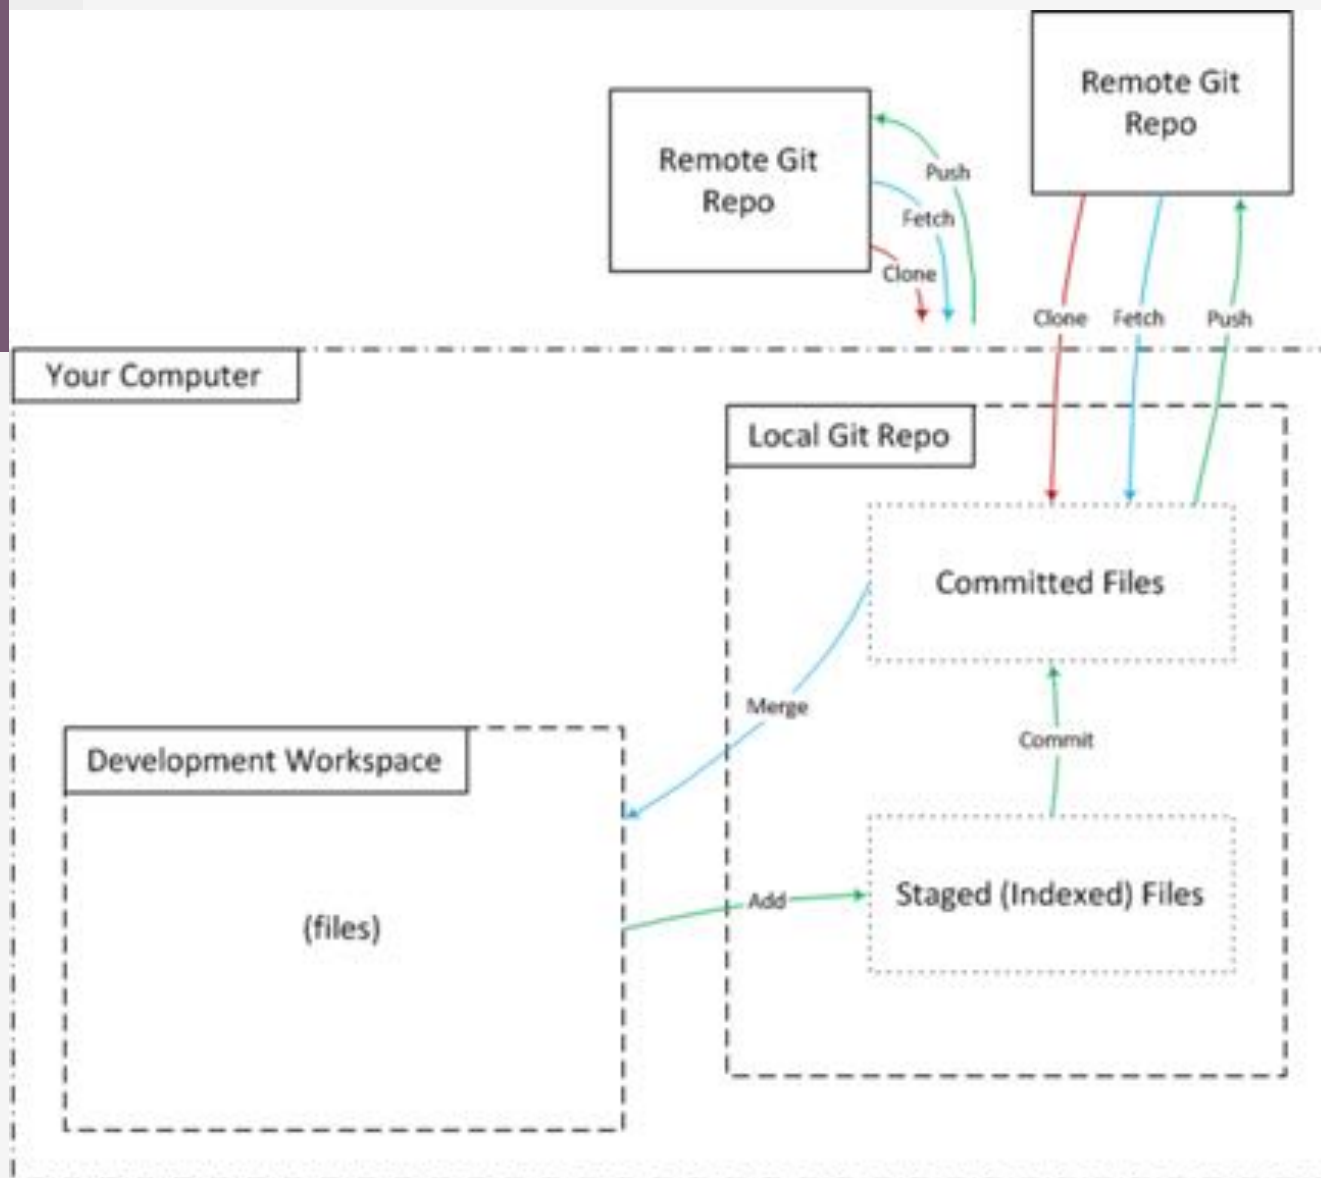 Remote Git
Repo
Remote Git
Repo
Push
Fetch
Clone
Clone
Fetch
Push
Your Computer
Local Git Repo
Committed Files
Merge
Commit
Development Workspace
Add
Staged (Indexed) Files
(files)